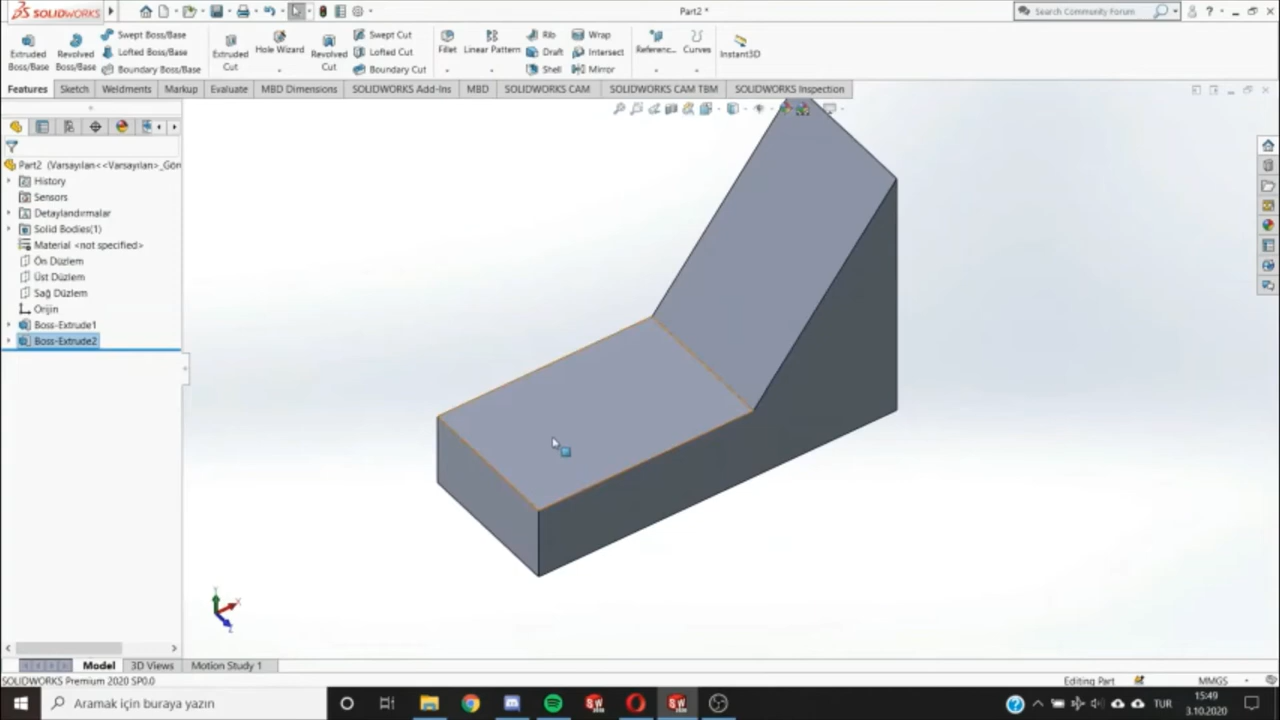 SOLIDWORKS
Part2 *
Search Community Forum
Extruded Boss/Base
Revolved Boss/Base
Swept Boss/Base
Lofted Boss/Base
Boundary Boss/Base
Extruded Cut
Hole Wizard
Revolved Cut
Swept Cut
Lofted Cut
Boundary Cut
Fillet
Linear Pattern
Rib
Draft
Shell
Wrap
Intersect
Mirror
Referenc...
Curves
Instant3D
Features
Sketch
Weldments
Markup
Evaluate
MBD Dimensions
SOLIDWORKS Add-Ins
MBD
SOLIDWORKS CAM
SOLIDWORKS CAM TBM
SOLIDWORKS Inspection
Part2 (Varsayılan<<Varsayılan>_Gör
History
Sensors
Detaylandırmalar
Solid Bodies(1)
Material <not specified>
Ön Düzlem
Üst Düzlem
Sağ Düzlem
Orijin
Boss-Extrude1
Boss-Extrude2
Y
X
Z
Model
3D Views
Motion Study 1
SOLIDWORKS Premium 2020 SP0.0
Editing Part
MMGS
Aramak için buraya yazın
TUR
15:49
3.10.2020